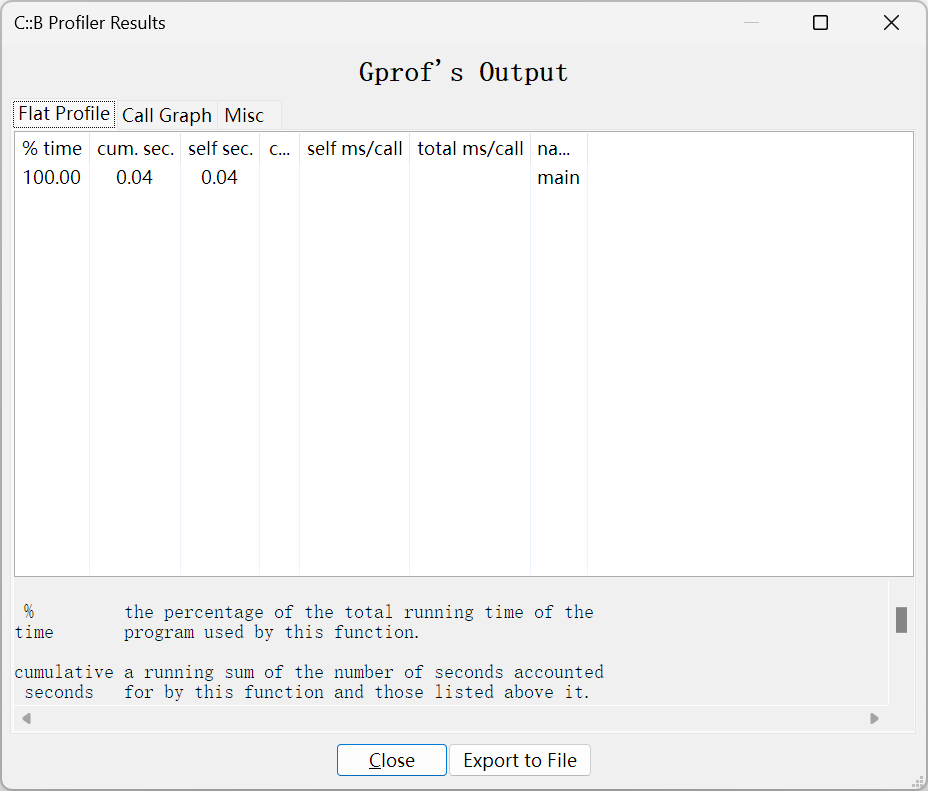 C::B Profiler Results
Gprof's Output
Flat Profile Call Graph Misc
% time cum. sec. self sec. c... self ms/call total ms/call na...
100.00 0.04 0.04 main
% the percentage of the total running time of the
time program used by this function.
cumulative a running sum of the number of seconds accounted
seconds for by this function and those listed above it.
Close Export to File